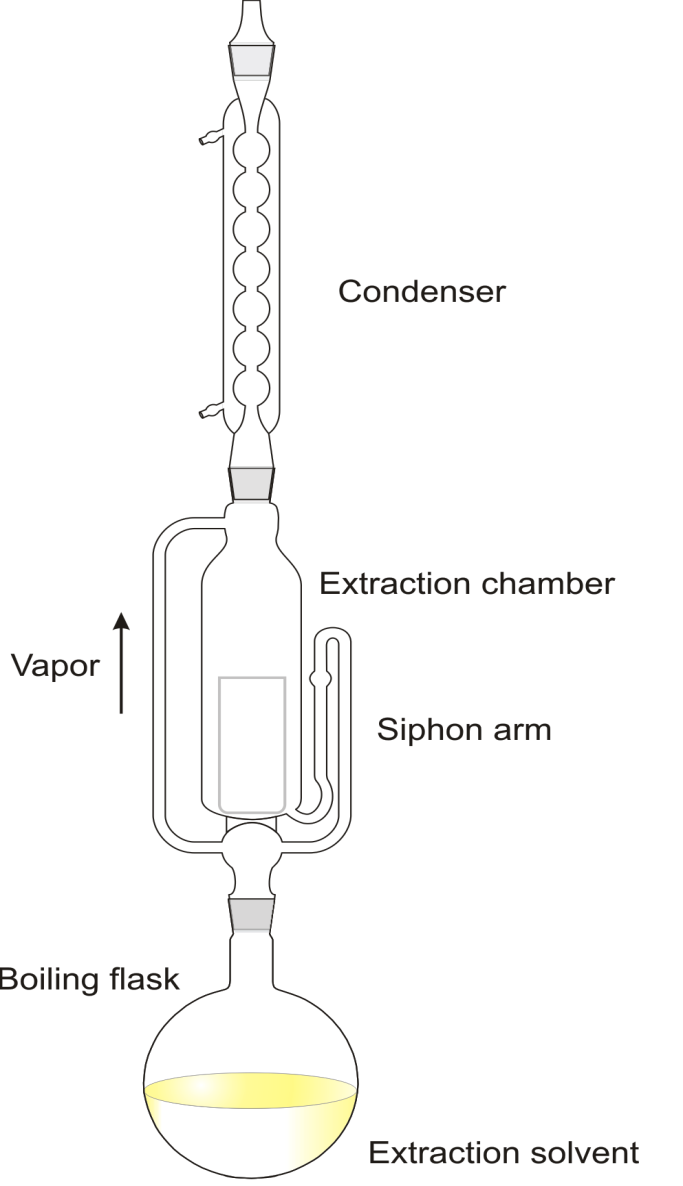 Condenser
Extraction chamber
Vapor
Siphon arm
Boiling flask
Extraction solvent